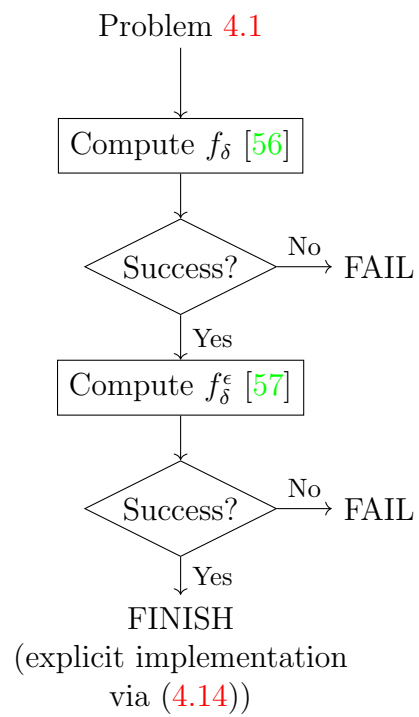 Problem 4.1
Compute f_δ [56]
Success?
No
FAIL
Yes
Compute f_δ^ϵ [57]
Success?
No
FAIL
Yes
FINISH
(explicit implementation
via (4.14))